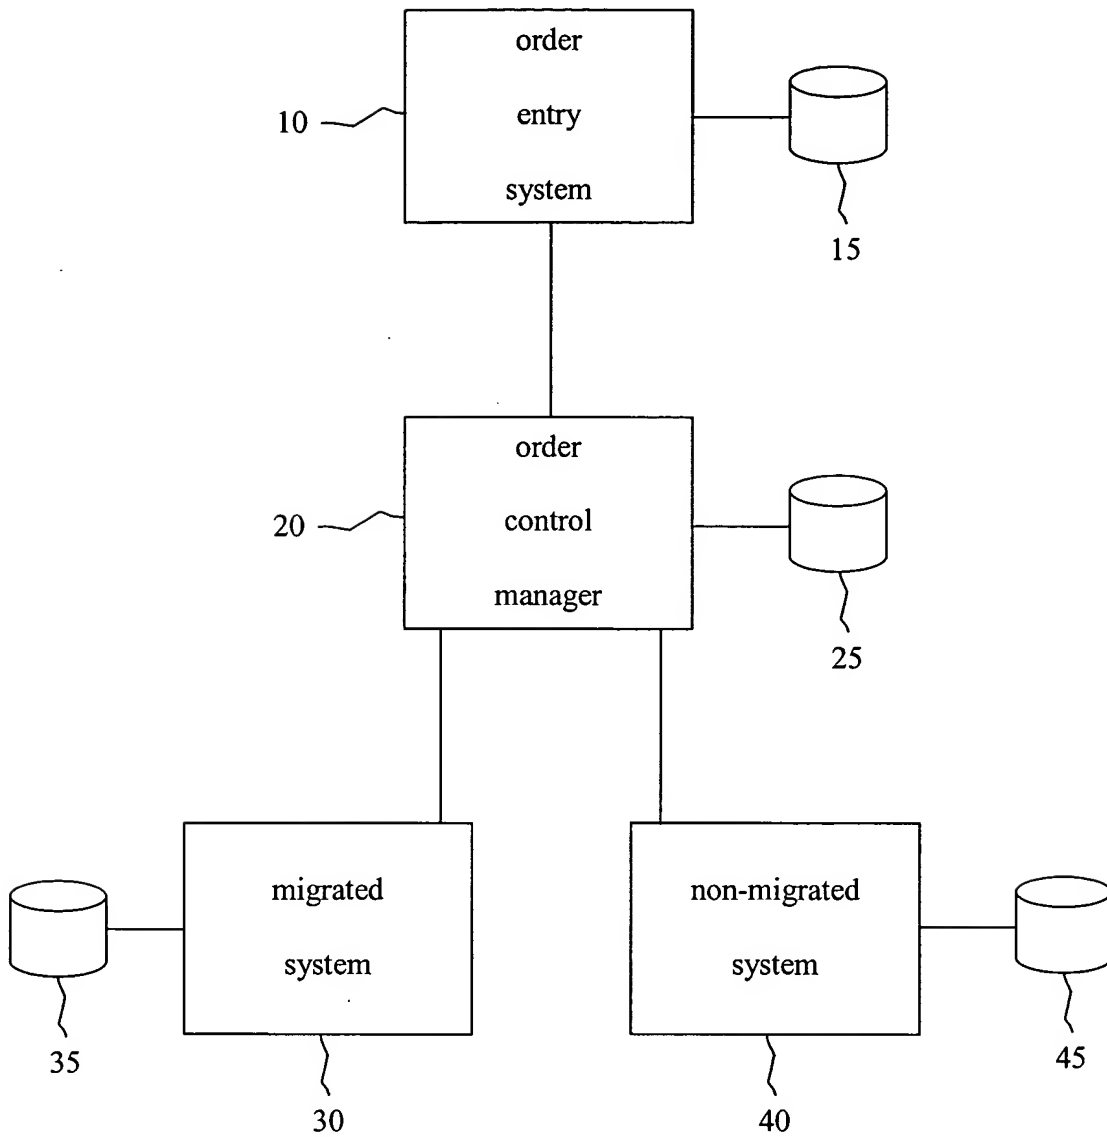 order
entry
system
10
15
order
control
manager
20
25
migrated
system
non-migrated
system
35
30
40
45